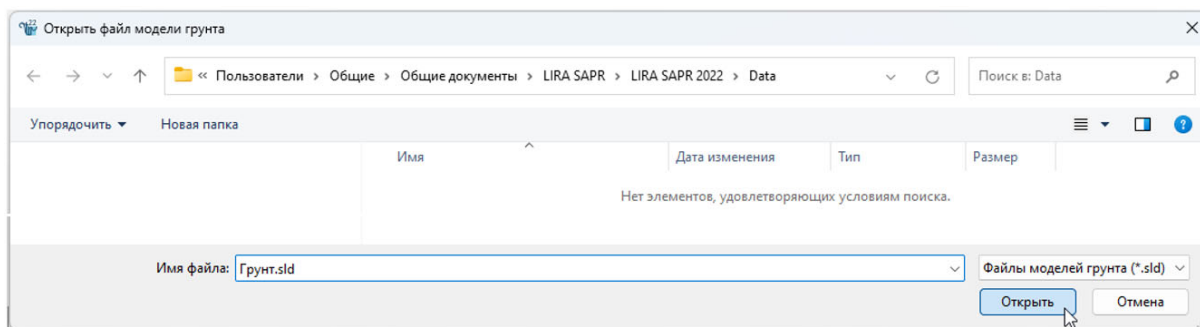 Открыть файл модели грунта
« Пользователи > Общие > Общие документы > LIRA SAPR > LIRA SAPR 2022 > Data
Поиск в: Data
Упорядочить
Новая папка
Имя
Дата изменения
Тип
Размер
Нет элементов, удовлетворяющих условиям поиска.
Имя файла: Грунт.sld
Файлы моделей грунта (*.sld)
Открыть
Отмена